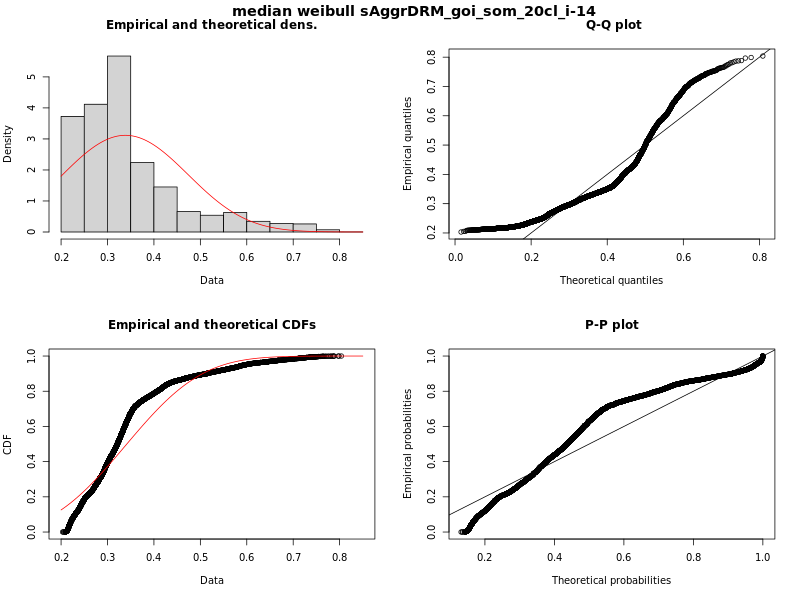 median weibull sAggrDRM_goi_som_20cl_i-14
Empirical and theoretical dens.
Density
0 1 2 3 4 5
0.2 0.3 0.4 0.5 0.6 0.7 0.8
Data
Q-Q plot
Empirical quantiles
0.2 0.3 0.4 0.5 0.6 0.7 0.8
0.0 0.2 0.4 0.6 0.8
Theoretical quantiles
Empirical and theoretical CDFs
CDF
0.0 0.2 0.4 0.6 0.8 1.0
0.2 0.3 0.4 0.5 0.6 0.7 0.8
Data
P-P plot
Empirical probabilities
0.0 0.2 0.4 0.6 0.8 1.0
0.2 0.4 0.6 0.8 1.0
Theoretical probabilities